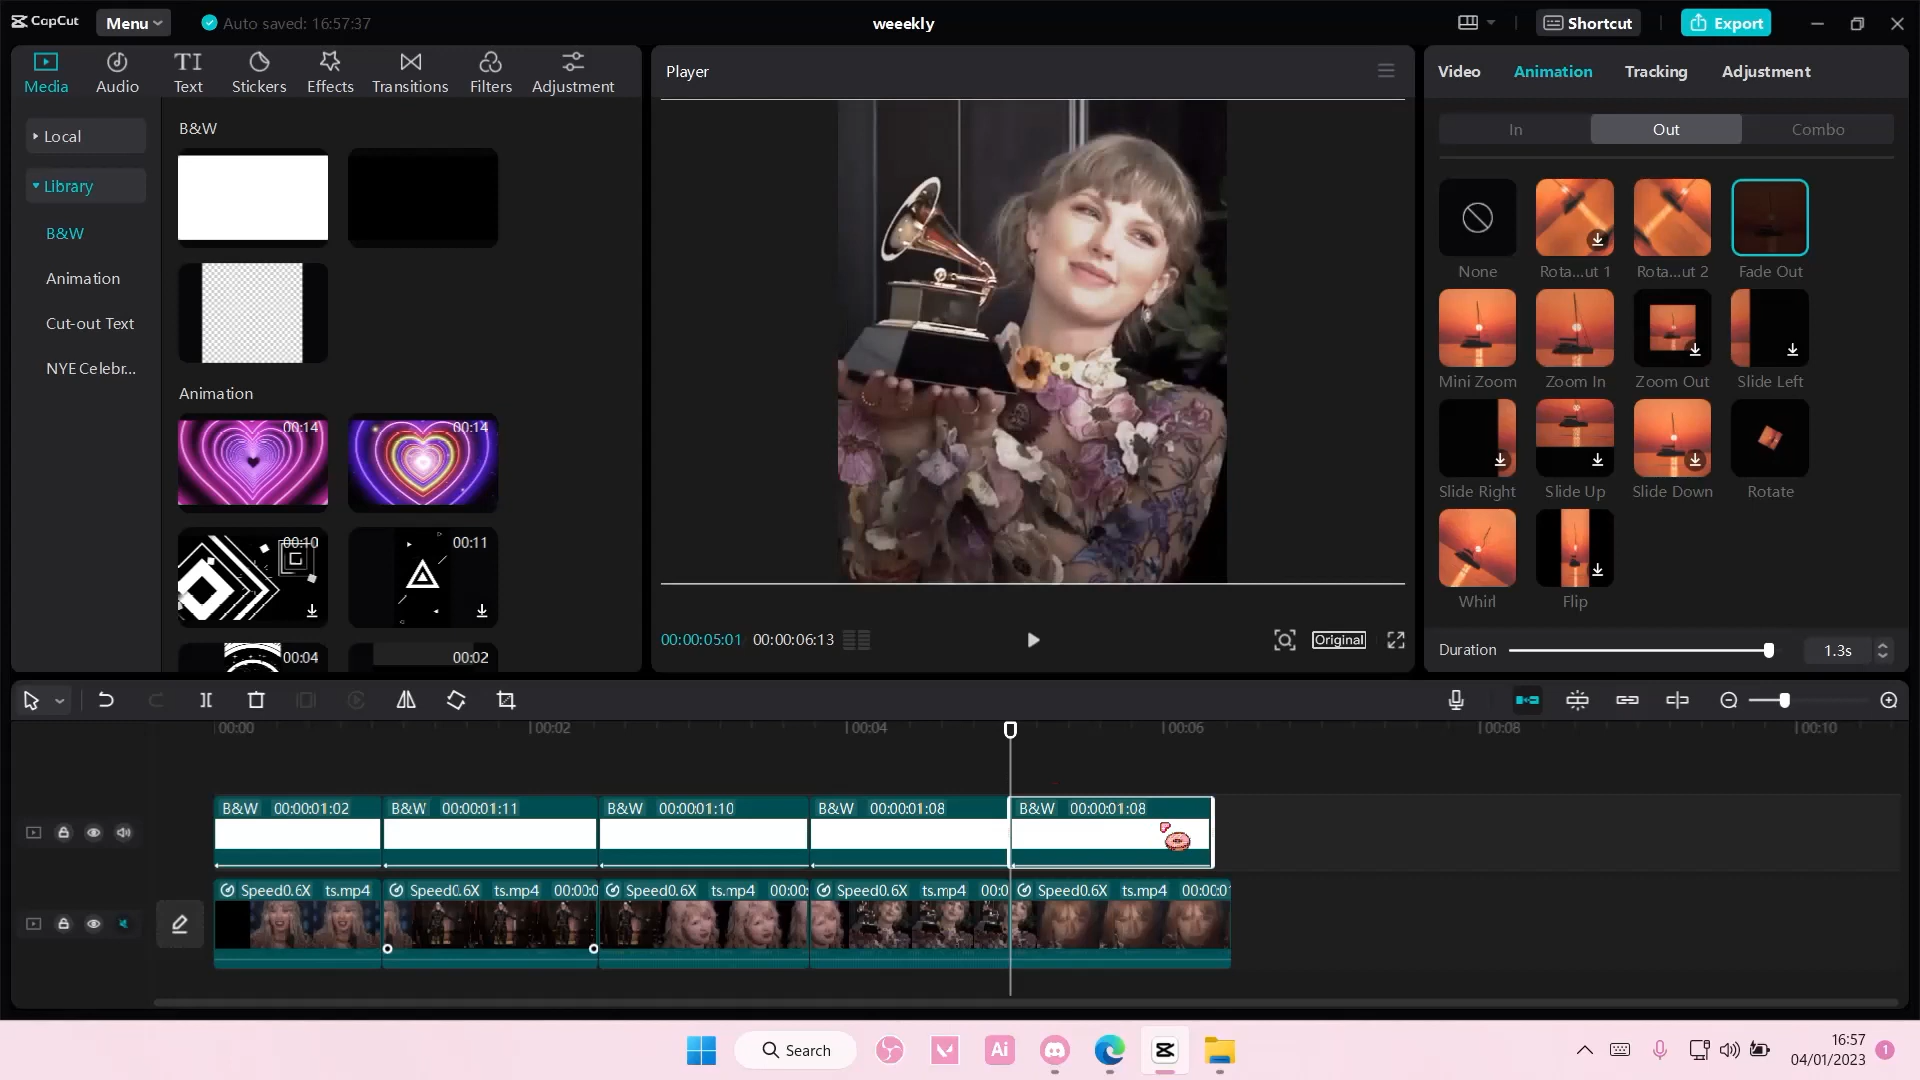 CapCut
Menu
Auto saved: 16:57:37
weeekly
Shortcut
Export
Media
Audio
TI
Text
Stickers
Effects
Transitions
Filters
Adjustment
Local
Library
B&W
Animation
Cut-out Text
NYE Celebr...
B&W
Animation
00:14
00:14
00:10
00:11
00:04
00:02
Player
00:00:05:01
00:00:06:13
Original
Video
Animation
Tracking
Adjustment
In
Out
Combo
None
Rota...ut 1
Rota...ut 2
Fade Out
Mini Zoom
Zoom In
Zoom Out
Slide Left
Slide Right
Slide Up
Slide Down
Rotate
Whirl
Flip
Duration
1.3s
00:00
00:02
00:04
00:06
00:08
00:10
B&W 00:00:01:02
B&W 00:00:01:11
B&W 00:00:01:10
B&W 00:00:01:08
B&W 00:00:01:08
Speed0.6X ts.mp4
Speed0.6X ts.mp4 00:00:0
Speed0.6X ts.mp4 00:00:
Speed0.6X ts.mp4 00:0
Speed0.6X ts.mp4 00:00:01
Search
Ai
16:57
04/01/2023
1